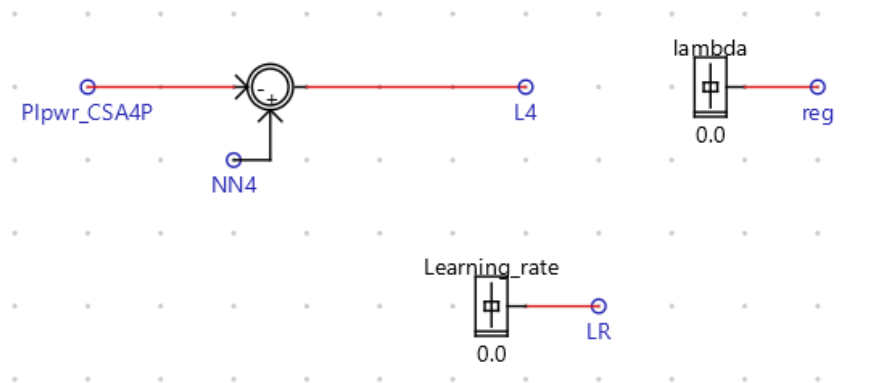 lambda
-
+
PIpwr_CSA4P
L4
reg
0.0
NN4
Learning_rate
LR
0.0